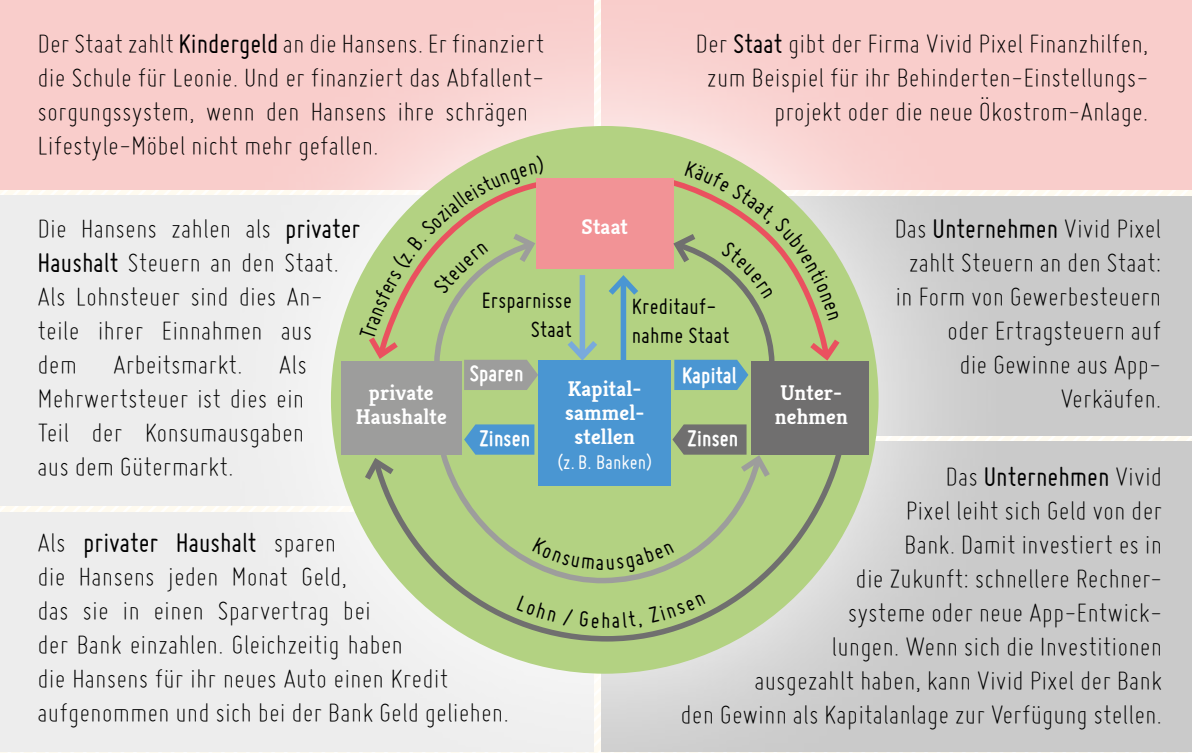 Der Staat zahlt Kindergeld an die Hansens. Er finanziert
die Schule für Leonie. Und er finanziert das Abfallent-
sorgungssystem, wenn den Hansens ihre schrägen
Lifestyle-Möbel nicht mehr gefallen.
Der Staat gibt der Firma Vivid Pixel Finanzhilfen,
zum Beispiel für ihr Behinderten-Einstellungs-
projekt oder die neue Ökostrom-Anlage.
Die Hansens zahlen als privater
Haushalt Steuern an den Staat.
Als Lohnsteuer sind dies An-
teile ihrer Einnahmen aus
dem Arbeitsmarkt. Als
Mehrwertsteuer ist dies ein
Teil der Konsumausgaben
aus dem Gütermarkt.
Als privater Haushalt sparen
die Hansens jeden Monat Geld,
das sie in einen Sparvertrag bei
der Bank einzahlen. Gleichzeitig haben
die Hansens für ihr neues Auto einen Kredit
aufgenommen und sich bei der Bank Geld geliehen.
Transfers (z. B. Sozialleistungen)
Käufe Staat, Subventionen
Steuern
Staat
Steuern
Ersparnisse
Staat
Kreditauf-
nahme Staat
private
Haushalte
Sparen
Zinsen
Kapital-
sammel-
stellen
(z. B. Banken)
Kapital
Zinsen
Unter-
nehmen
Konsumausgaben
Lohn / Gehalt, Zinsen
Das Unternehmen Vivid Pixel
zahlt Steuern an den Staat:
in Form von Gewerbesteuern
oder Ertragsteuern auf
die Gewinne aus App-
Verkäufen.
Das Unternehmen Vivid
Pixel leiht sich Geld von der
Bank. Damit investiert es in
die Zukunft: schnellere Rechner-
systeme oder neue App-Entwick-
lungen. Wenn sich die Investitionen
ausgezahlt haben, kann Vivid Pixel der Bank
den Gewinn als Kapitalanlage zur Verfügung stellen.